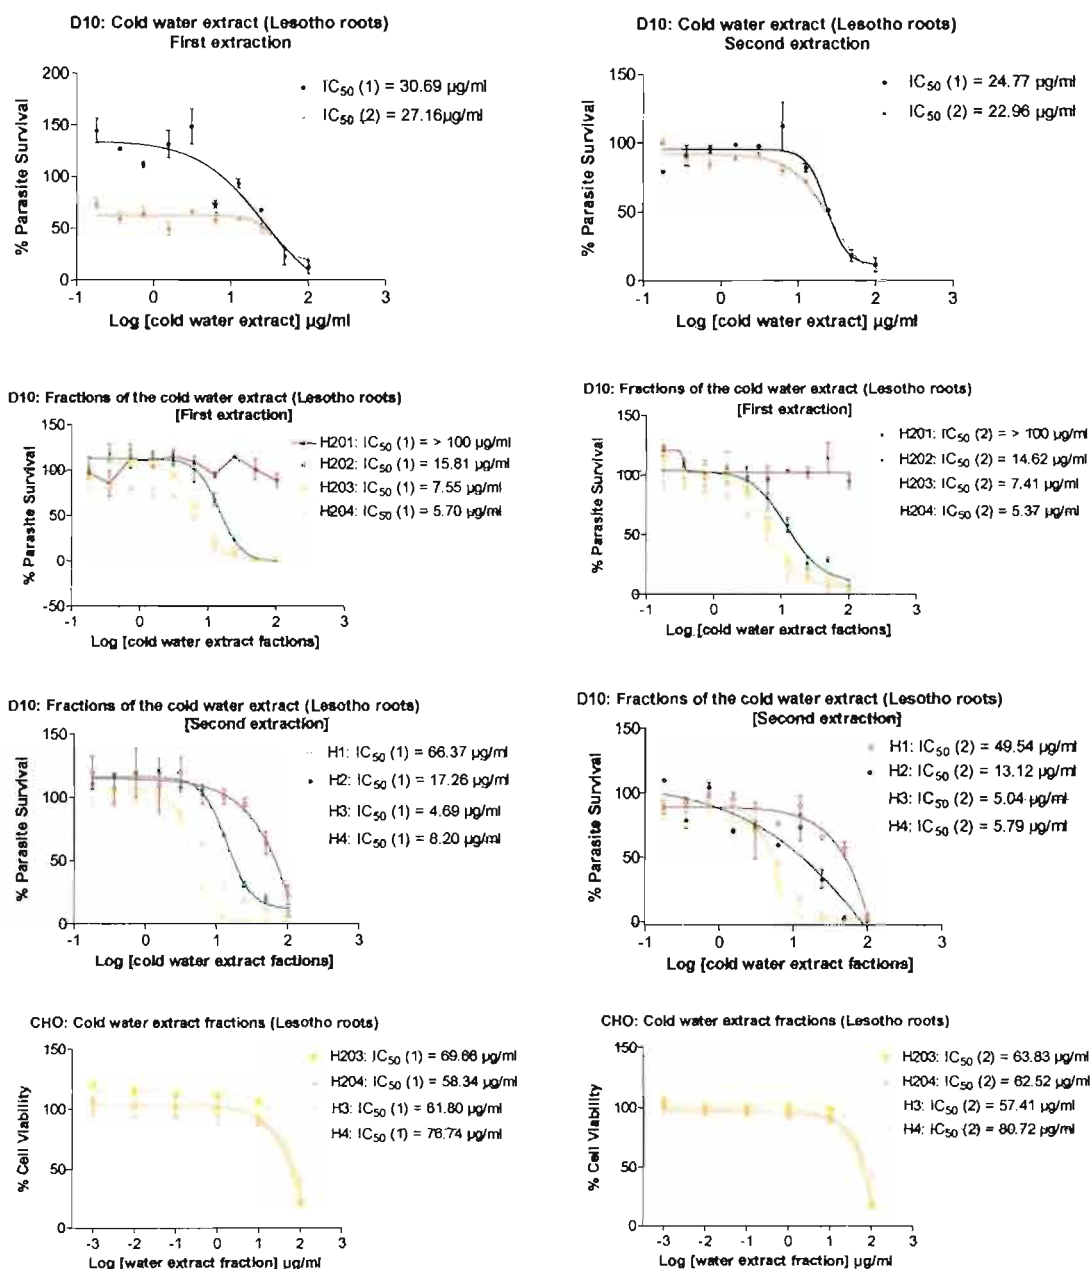 D10: Cold water extract (Lesotho roots)
First extraction
200
150
100
50
0
% Parasite Survival
IC50 (1) = 30.69 µg/ml
IC50 (2) = 27.16µg/ml
-1 0 1 2 3
Log [cold water extract] µg/ml
D10: Cold water extract (Lesotho roots)
Second extraction
150
100
50
0
% Parasite Survival
IC50 (1) = 24.77 µg/ml
IC50 (2) = 22.96 µg/ml
-1 0 1 2 3
Log [cold water extract] µg/ml
D10: Fractions of the cold water extract (Lesotho roots)
[First extraction]
150
100
50
0
-50
% Parasite Survival
H201: IC50 (1) = > 100 µg/ml
H202: IC50 (1) = 15.81 µg/ml
H203: IC50 (1) = 7.55 µg/ml
H204: IC50 (1) = 5.70 µg/ml
-1 0 1 2 3
Log [cold water extract factions]
D10: Fractions of the cold water extract (Lesotho roots)
[First extraction]
150
100
50
0
% Parasite Survival
H201: IC50 (2) = > 100 µg/ml
H202: IC50 (2) = 14.62 µg/ml
H203: IC50 (2) = 7.41 µg/ml
H204: IC50 (2) = 5.37 µg/ml
-1 0 1 2 3
Log [cold water extract factions]
D10: Fractions of the cold water extract (Lesotho roots)
[Second extraction]
150
100
50
0
% Parasite Survival
H1: IC50 (1) = 66.37 µg/ml
H2: IC50 (1) = 17.26 µg/ml
H3: IC50 (1) = 4.69 µg/ml
H4: IC50 (1) = 8.20 µg/ml
-1 0 1 2 3
Log [cold water extract factions]
D10: Fractions of the cold water extract (Lesotho roots)
[Second extraction]
150
100
50
0
% Parasite Survival
H1: IC50 (2) = 49.54 µg/ml
H2: IC50 (2) = 13.12 µg/ml
H3: IC50 (2) = 5.04 µg/ml
H4: IC50 (2) = 5.79 µg/ml
-1 0 1 2 3
Log [cold water extract factions]
CHO: Cold water extract fractions (Lesotho roots)
150
100
50
0
% Cell Viability
H203: IC50 (1) = 69.66 µg/ml
H204: IC50 (1) = 58.34 µg/ml
H3: IC50 (1) = 61.80 µg/ml
H4: IC50 (1) = 76.74 µg/ml
-3 -2 -1 0 1 2 3
Log [water extract fraction] µg/ml
CHO: Cold water extract fractions (Lesotho roots)
150
100
50
0
% Cell Viability
H203: IC50 (2) = 63.83 µg/ml
H204: IC50 (2) = 62.52 µg/ml
H3: IC50 (2) = 57.41 µg/ml
H4: IC50 (2) = 80.72 µg/ml
-3 -2 -1 0 1 2 3
Log [water extract fraction] µg/ml